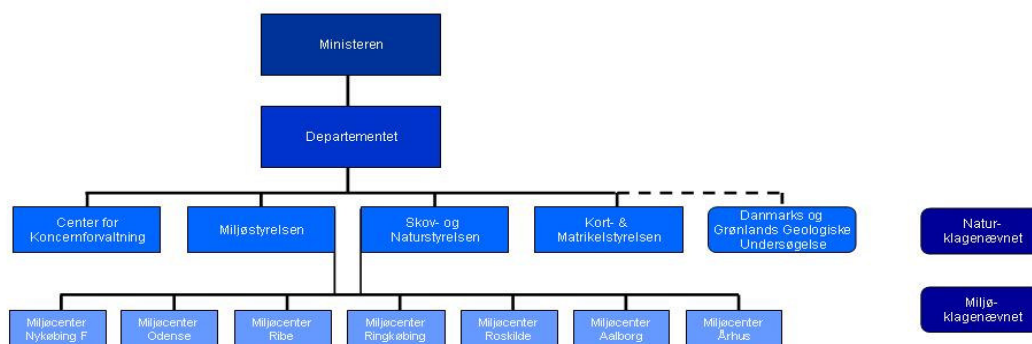 Ministeren
Departementet
Center for
Koncernforvaltning
Miljøstyrelsen
Skov- og
Naturstyrelsen
Kort- &
Matrikelstyrelsen
Danmarks og
Grønlands Geologiske
Undersøgelse
Natur-
klagenævnet
Miljøcenter
Nykøbing F
Miljøcenter
Odense
Miljøcenter
Ribe
Miljøcenter
Ringkøbing
Miljøcenter
Roskilde
Miljøcenter
Aalborg
Miljøcenter
Århus
Miljø-
klagenævnet